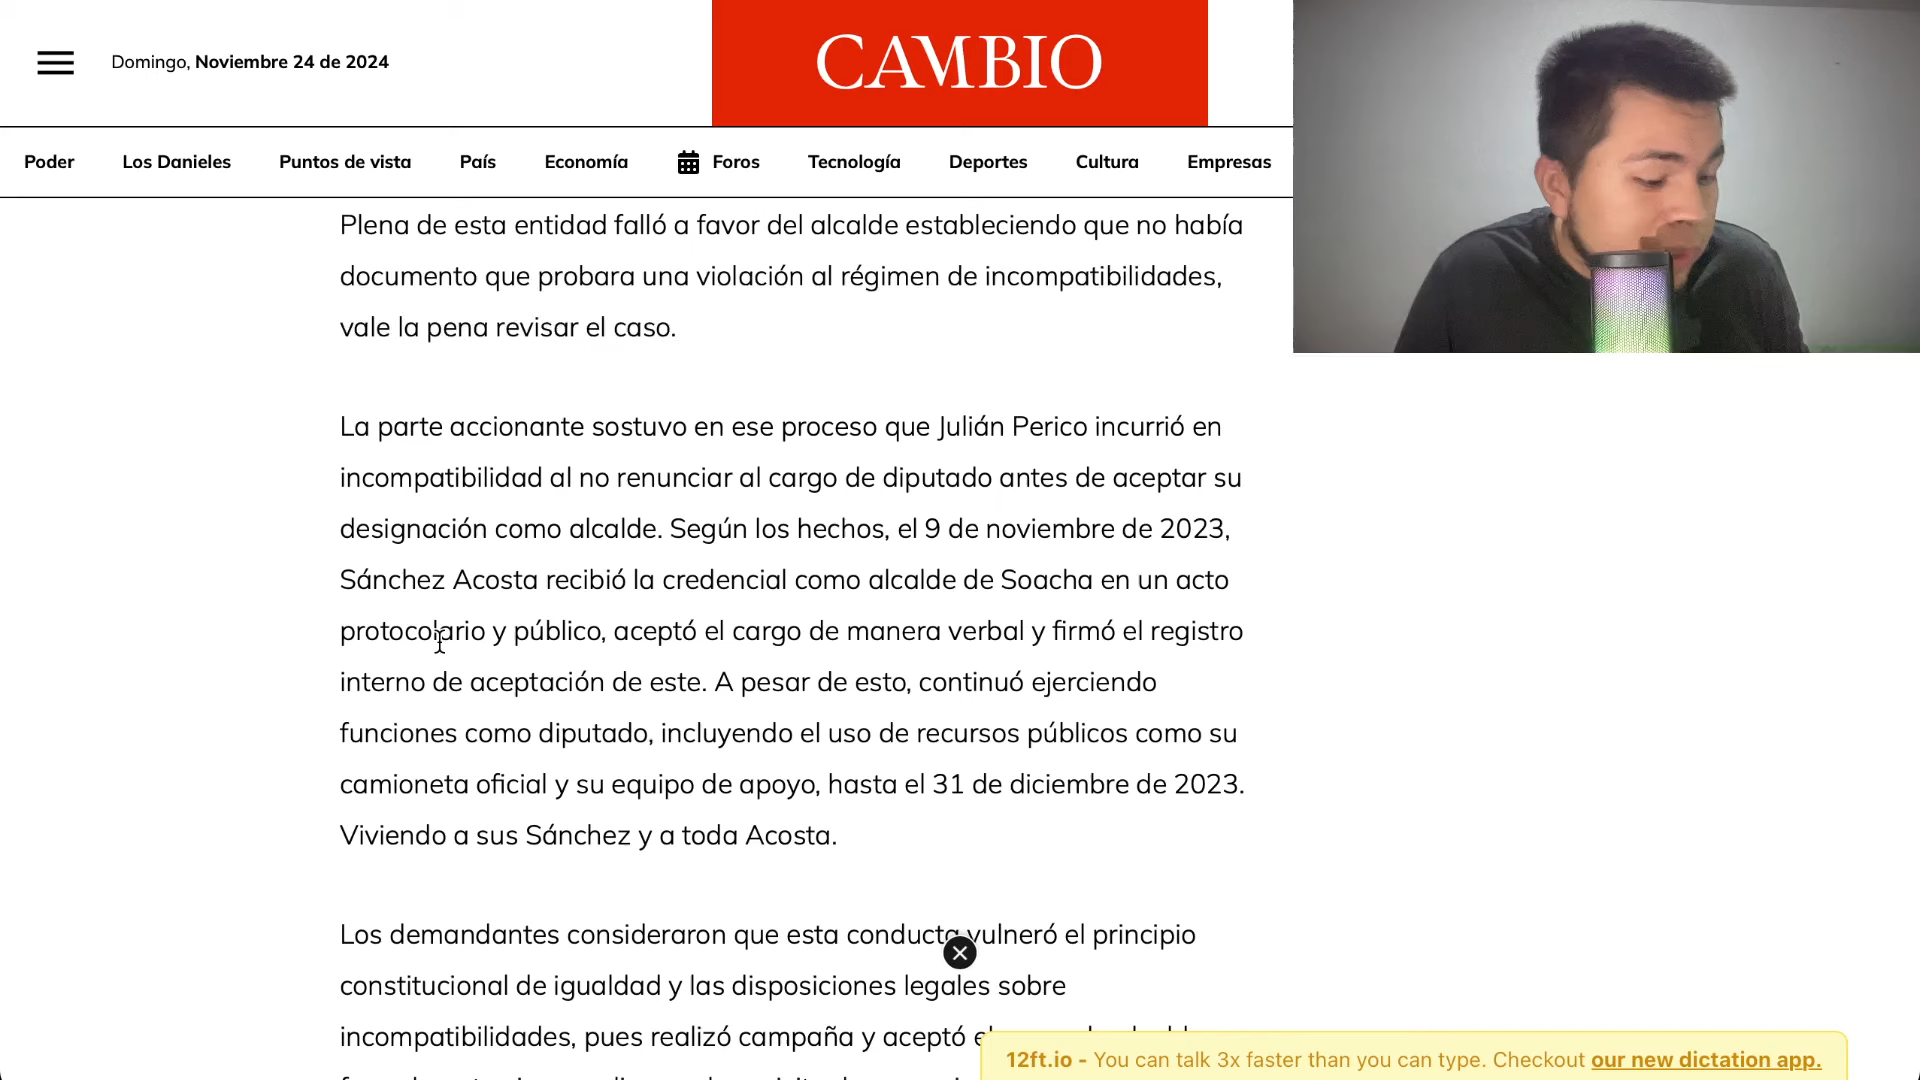 Domingo, Noviembre 24 de 2024
CAMBIO
Poder Los Danieles Puntos de vista País Economía Foros Tecnología Deportes Cultura Empresas
Plena de esta entidad falló a favor del alcalde estableciendo que no había
documento que probara una violación al régimen de incompatibilidades,
vale la pena revisar el caso.
La parte accionante sostuvo en ese proceso que Julián Perico incurrió en
incompatibilidad al no renunciar al cargo de diputado antes de aceptar su
designación como alcalde. Según los hechos, el 9 de noviembre de 2023,
Sánchez Acosta recibió la credencial como alcalde de Soacha en un acto
protocolario y público, aceptó el cargo de manera verbal y firmó el registro
interno de aceptación de este. A pesar de esto, continuó ejerciendo
funciones como diputado, incluyendo el uso de recursos públicos como su
camioneta oficial y su equipo de apoyo, hasta el 31 de diciembre de 2023.
Viviendo a sus Sánchez y a toda Acosta.
Los demandantes consideraron que esta conducta vulneró el principio
constitucional de igualdad y las disposiciones legales sobre
incompatibilidades, pues realizó campaña y aceptó
12ft.io - You can talk 3x faster than you can type. Checkout our new dictation app.